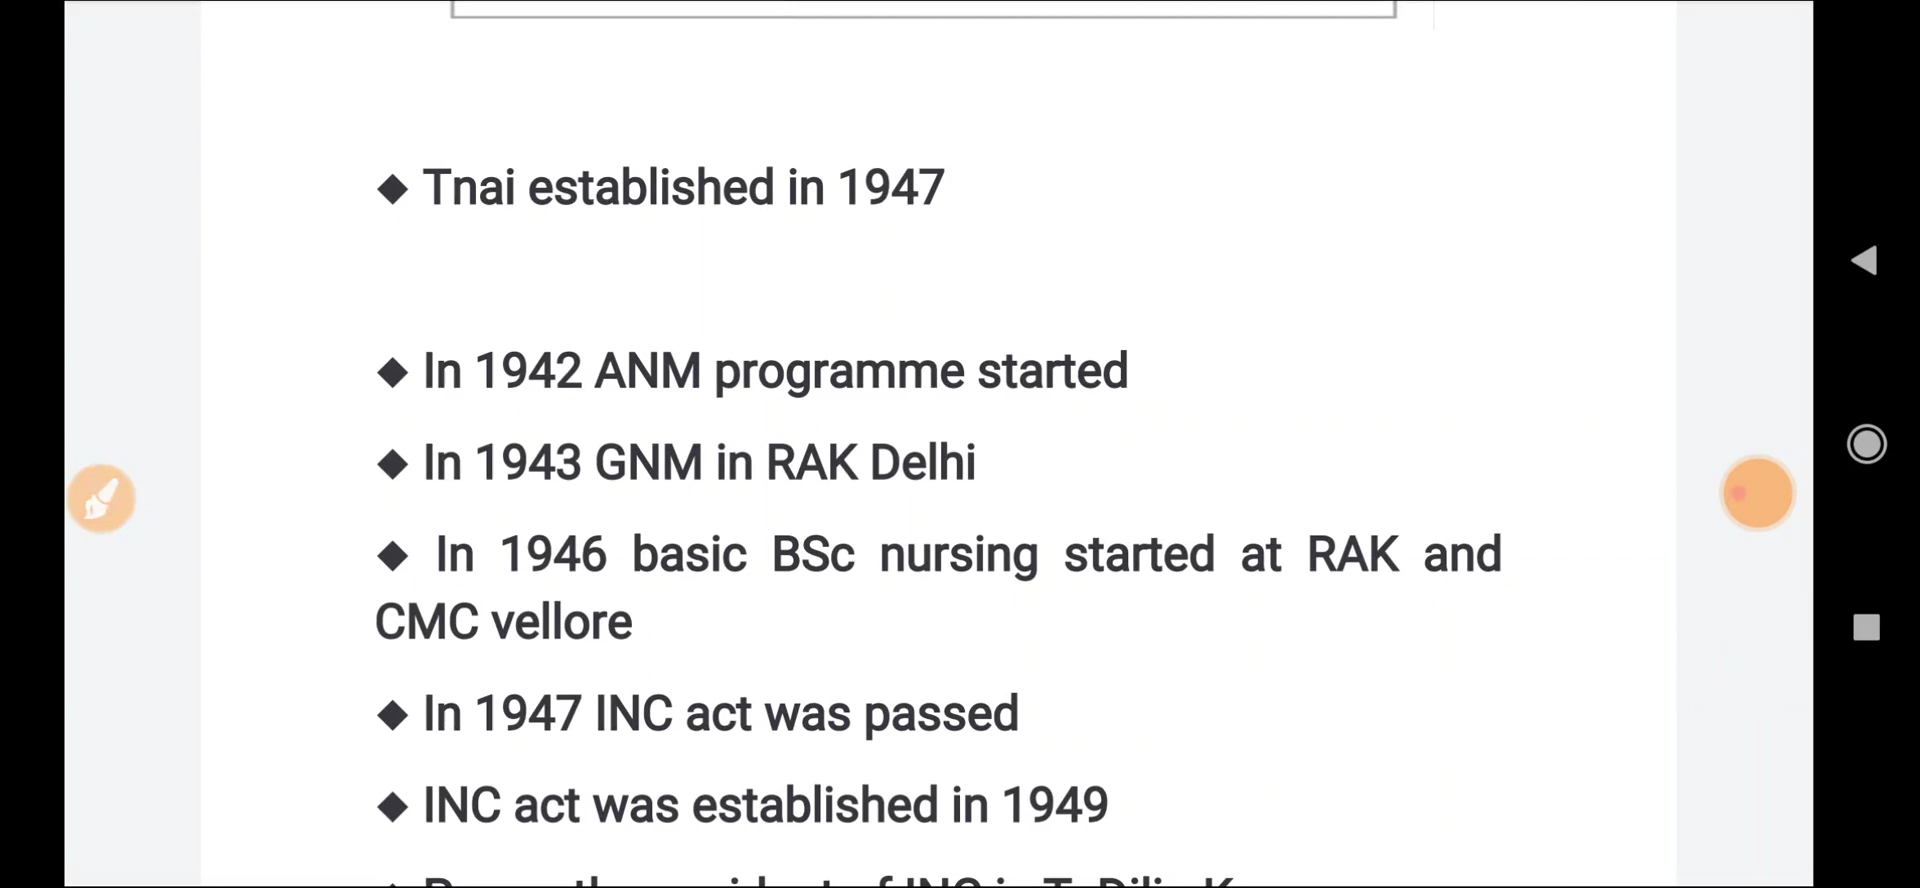 ◆ Tnai established in 1947
◆ In 1942 ANM programme started
◆ In 1943 GNM in RAK Delhi
◆ In 1946 basic BSc nursing started at RAK and
CMC vellore
◆ In 1947 INC act was passed
◆ INC act was established in 1949